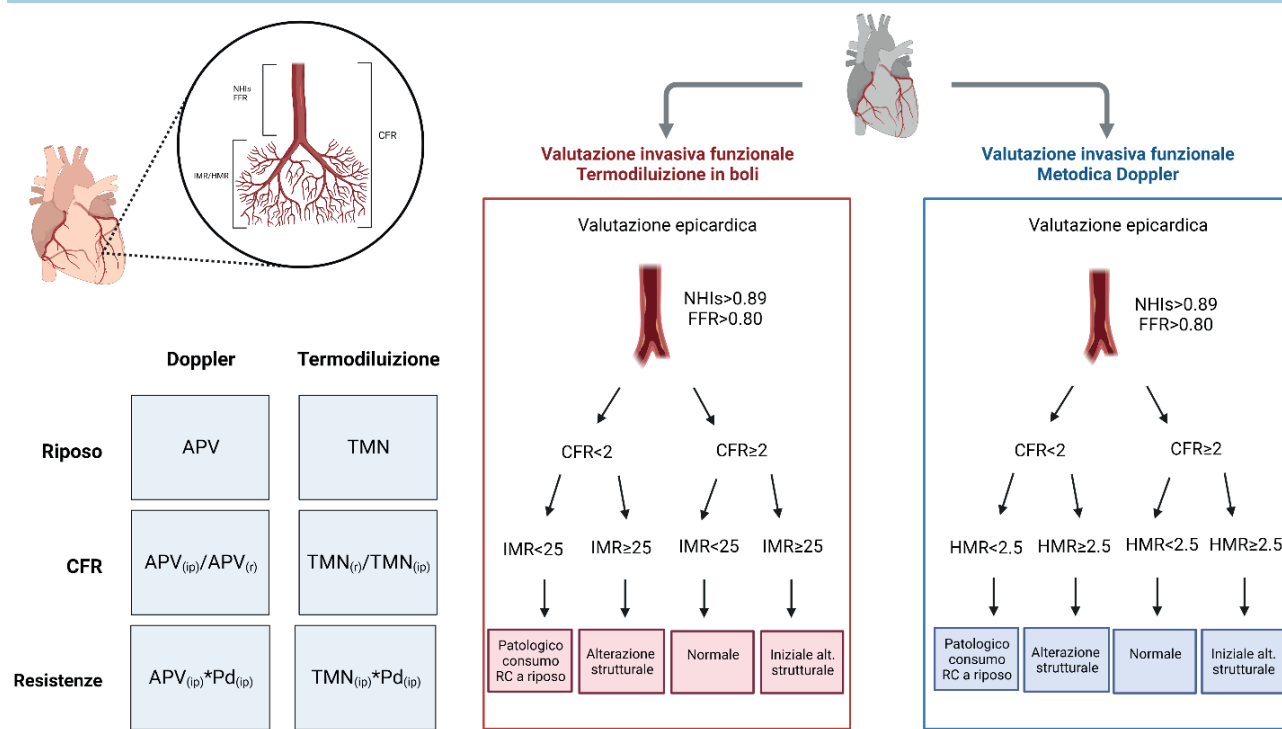 NHIs
FFR
CFR
IMR/HMR
Doppler
Termodiluizione
Riposo
APV
TMN
CFR
APV(ip)/APV(r)
TMN(r)/TMN(ip)
Resistenze
APV(ip)*Pd(ip)
TMN(ip)*Pd(ip)
Valutazione invasiva funzionale
Termodiluizione in boli
Valutazione epicardica
NHIs>0.89
FFR>0.80
CFR<2
CFR≥2
IMR<25
IMR≥25
IMR<25
IMR≥25
Patologico
consumo
RC a riposo
Alterazione
strutturale
Normale
Iniziale alt.
strutturale
Valutazione invasiva funzionale
Metodica Doppler
Valutazione epicardica
NHIs>0.89
FFR>0.80
CFR<2
CFR≥2
HMR<2.5
HMR≥2.5
HMR<2.5
HMR≥2.5
Patologico
consumo
RC a riposo
Alterazione
strutturale
Normale
Iniziale alt.
strutturale